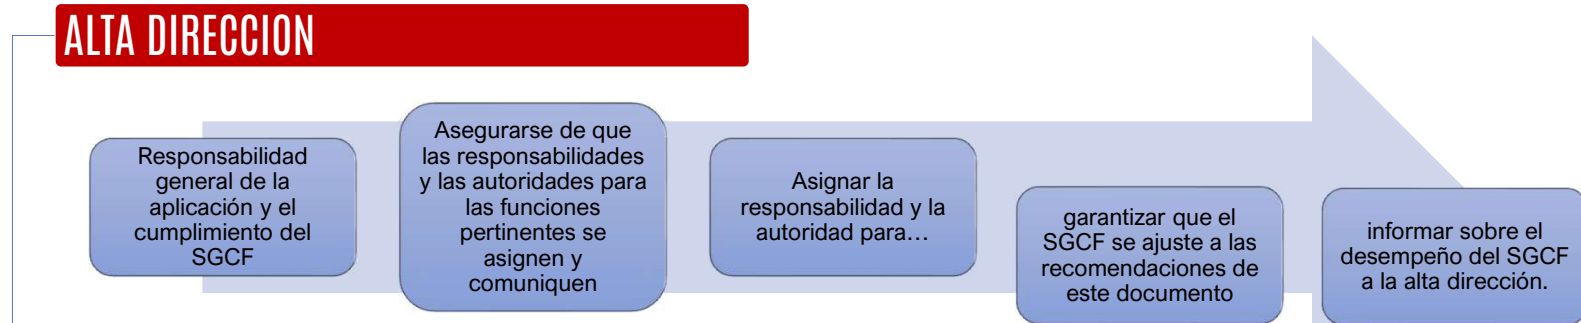 ALTA DIRECCION
Responsabilidad
general de la
aplicación y el
cumplimiento del
SGCF
Asegurarse de que
las responsabilidades
y las autoridades para
las funciones
pertinentes se
asignen y
comuniquen
Asignar la
responsabilidad y la
autoridad para…
garantizar que el
SGCF se ajuste a las
recomendaciones de
este documento
informar sobre el
desempeño del SGCF
a la alta dirección.